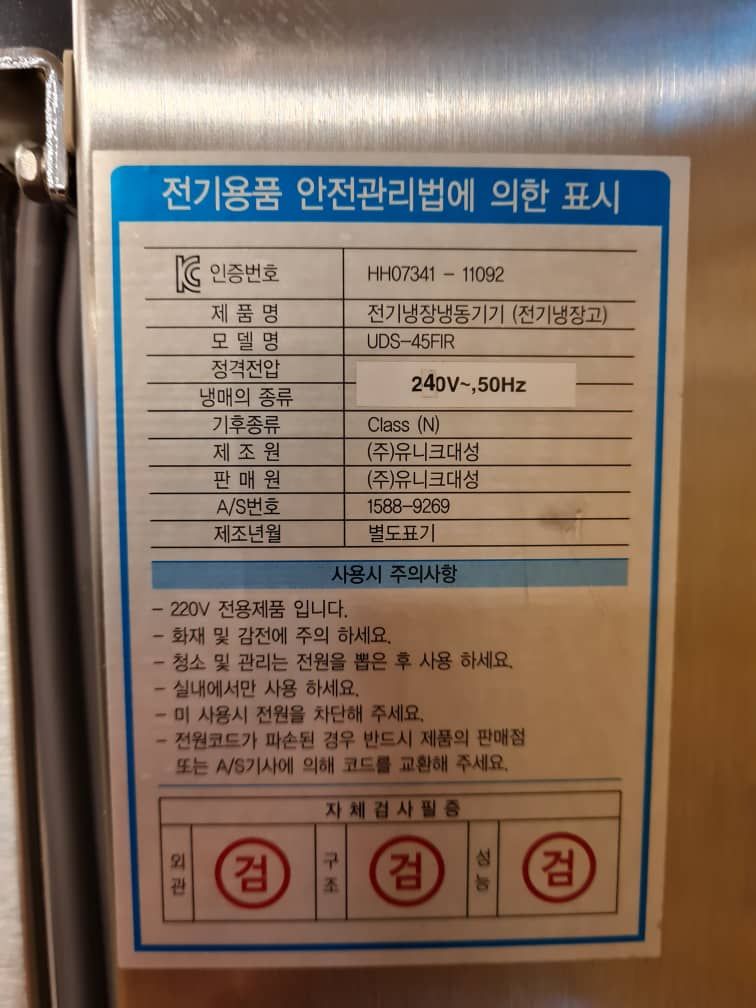 전기용품 안전관리법에 의한 표시
KC 인증번호 HH07341 - 11092
제 품 명 전기냉장냉동기기 (전기냉장고)
모 델 명 UDS-45FIR
정격전압
240V~,50Hz
냉매의 종류
기후종류 Class (N)
제 조 원 (주)유니크대성
판 매 원 (주)유니크대성
A/S번호 1588-9269
제조년월 별도표기
사용시 주의사항
- 220V 전용제품 입니다.
- 화재 및 감전에 주의 하세요.
- 청소 및 관리는 전원을 뽑은 후 사용 하세요.
- 실내에서만 사용 하세요.
- 미 사용시 전원을 차단해 주세요.
- 전원코드가 파손된 경우 반드시 제품의 판매점
또는 A/S기사에 의해 코드를 교환해 주세요.
자체검사필증
외관 검 구조 검 성능 검